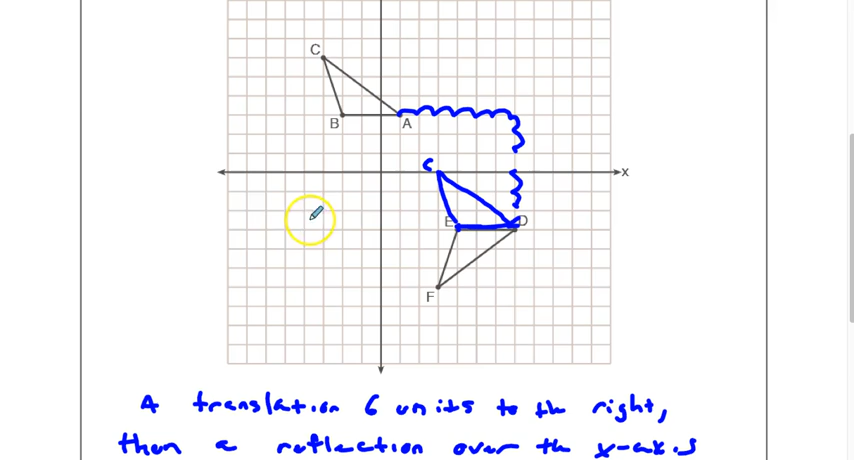 C
B
A
x
C
E
D
F
A translation 6 units to the right,
then a reflection over the x-axis